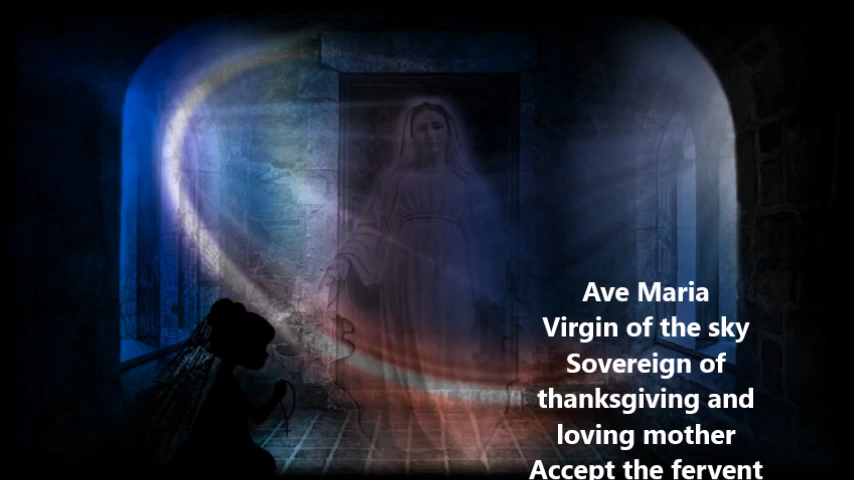 Ave Maria
Virgin of the sky
Sovereign of
thanksgiving and
loving mother
Accept the fervent